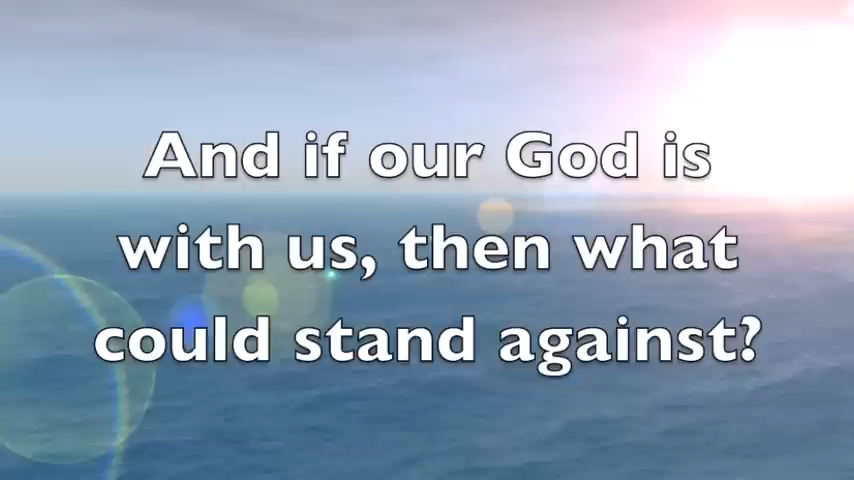 And if our God is
with us, then what
could stand against?